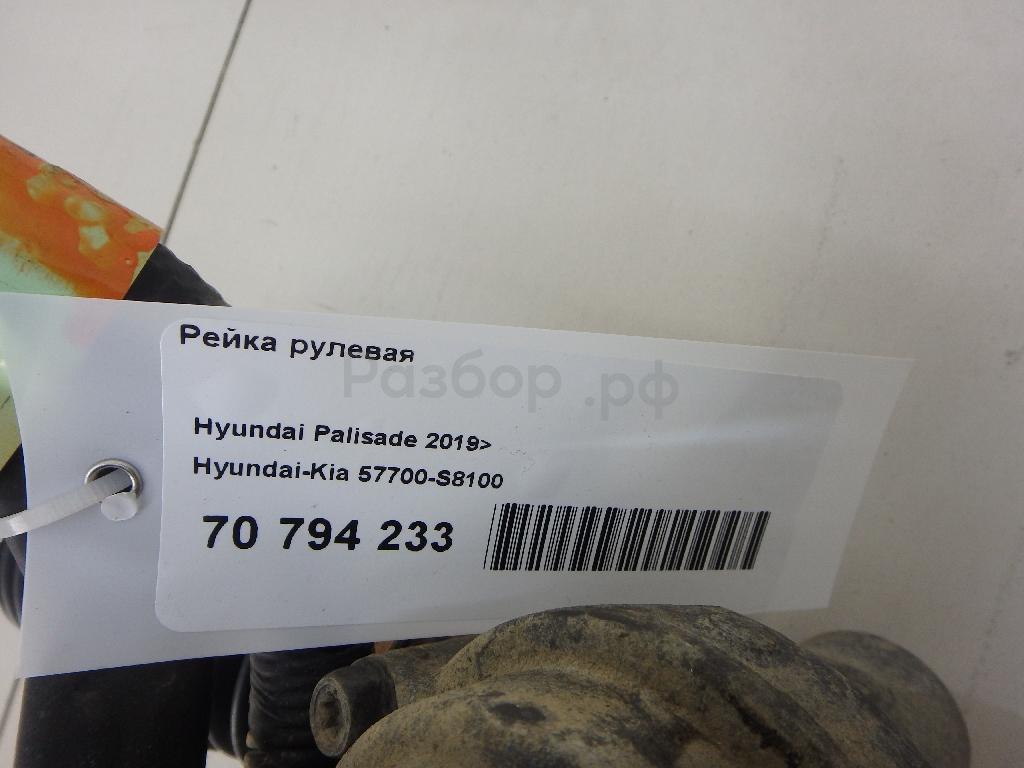 Рейка рулевая
Разбор.рф
Hyundai Palisade 2019>
Hyundai-Kia 57700-S8100
70 794 233